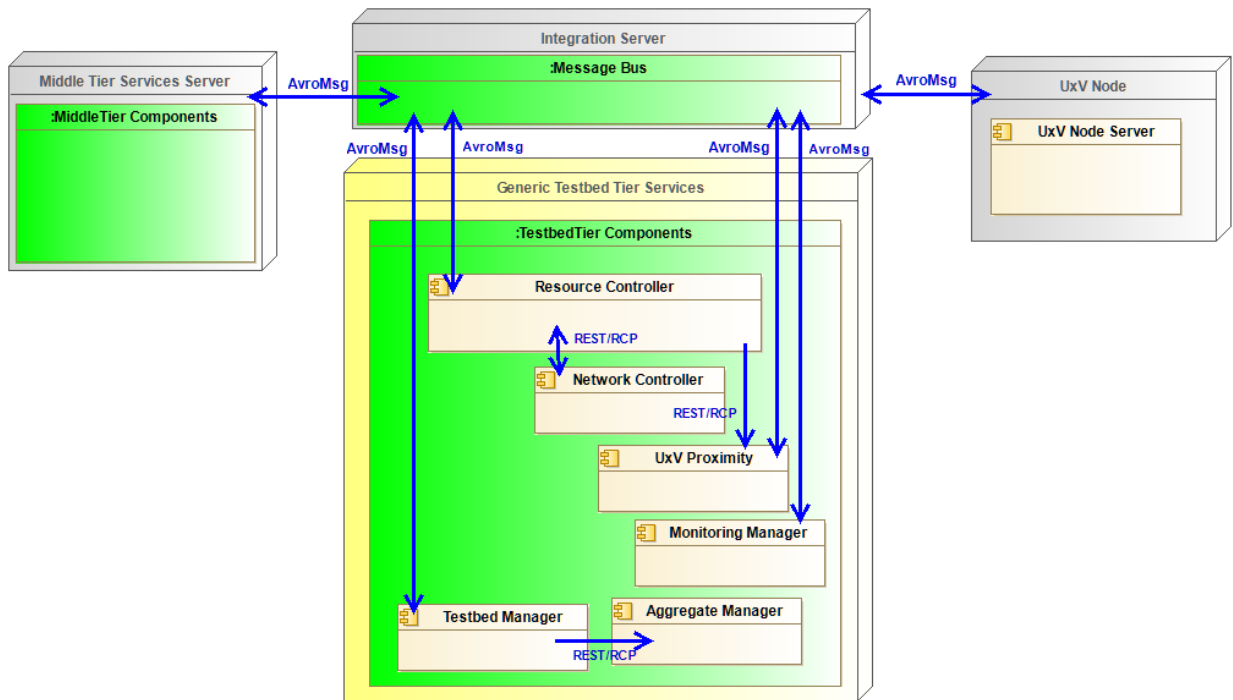 Integration Server
:Message Bus
Middle Tier Services Server
:MiddleTier Components
AvroMsg
AvroMsg
UxV Node
UxV Node Server
AvroMsg
AvroMsg
AvroMsg
AvroMsg
Generic Testbed Tier Services
:TestbedTier Components
Resource Controller
REST/RCP
Network Controller
REST/RCP
UxV Proximity
Monitoring Manager
Testbed Manager
Aggregate Manager
REST/RCP